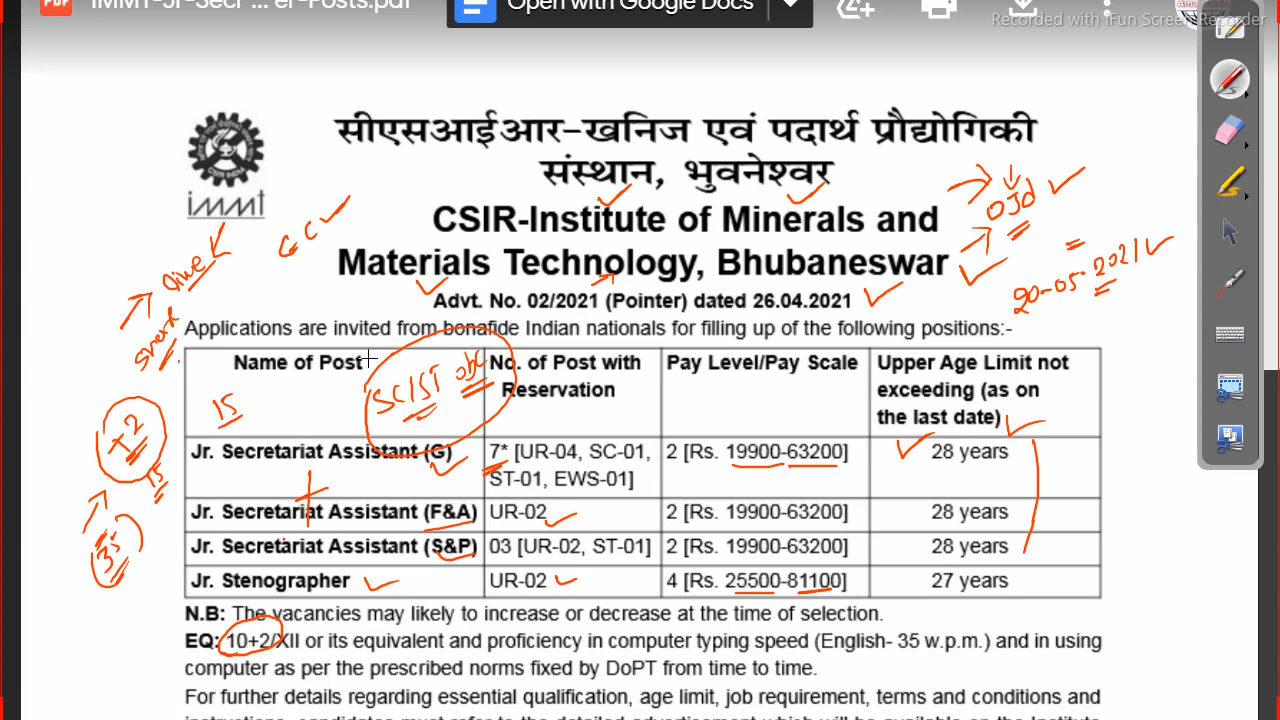 IMMT-Jr-Secr ... er-Posts.pdf
PDF
Open with Google Docs
Recorded with iFun Screen Recorder
सीएसआईआर-खनिज एवं पदार्थ प्रौद्योगिकी
संस्थान, भुवनेश्वर
immt
CSIR-Institute of Minerals and
Materials Technology, Bhubaneswar
OJd
20-05-2021
GC
Advt. No. 02/2021 (Pointer) dated 26.04.2021
Applications are invited from bonafide Indian nationals for filling up of the following positions:-
Name of Post
No. of Post with Reservation
Pay Level/Pay Scale
Upper Age Limit not exceeding (as on the last date)
15
SC/ST obc
+2
15
35
Jr. Secretariat Assistant (G)
7* [UR-04, SC-01, ST-01, EWS-01]
2 [Rs. 19900-63200]
28 years
Jr. Secretariat Assistant (F&A)
UR-02
2 [Rs. 19900-63200]
28 years
Jr. Secretariat Assistant (S&P)
03 [UR-02, ST-01]
2 [Rs. 19900-63200]
28 years
Jr. Stenographer
UR-02
4 [Rs. 25500-81100]
27 years
N.B: The vacancies may likely to increase or decrease at the time of selection.
EQ: 10+2/XII or its equivalent and proficiency in computer typing speed (English- 35 w.p.m.) and in using
computer as per the prescribed norms fixed by DoPT from time to time.
For further details regarding essential qualification, age limit, job requirement, terms and conditions and